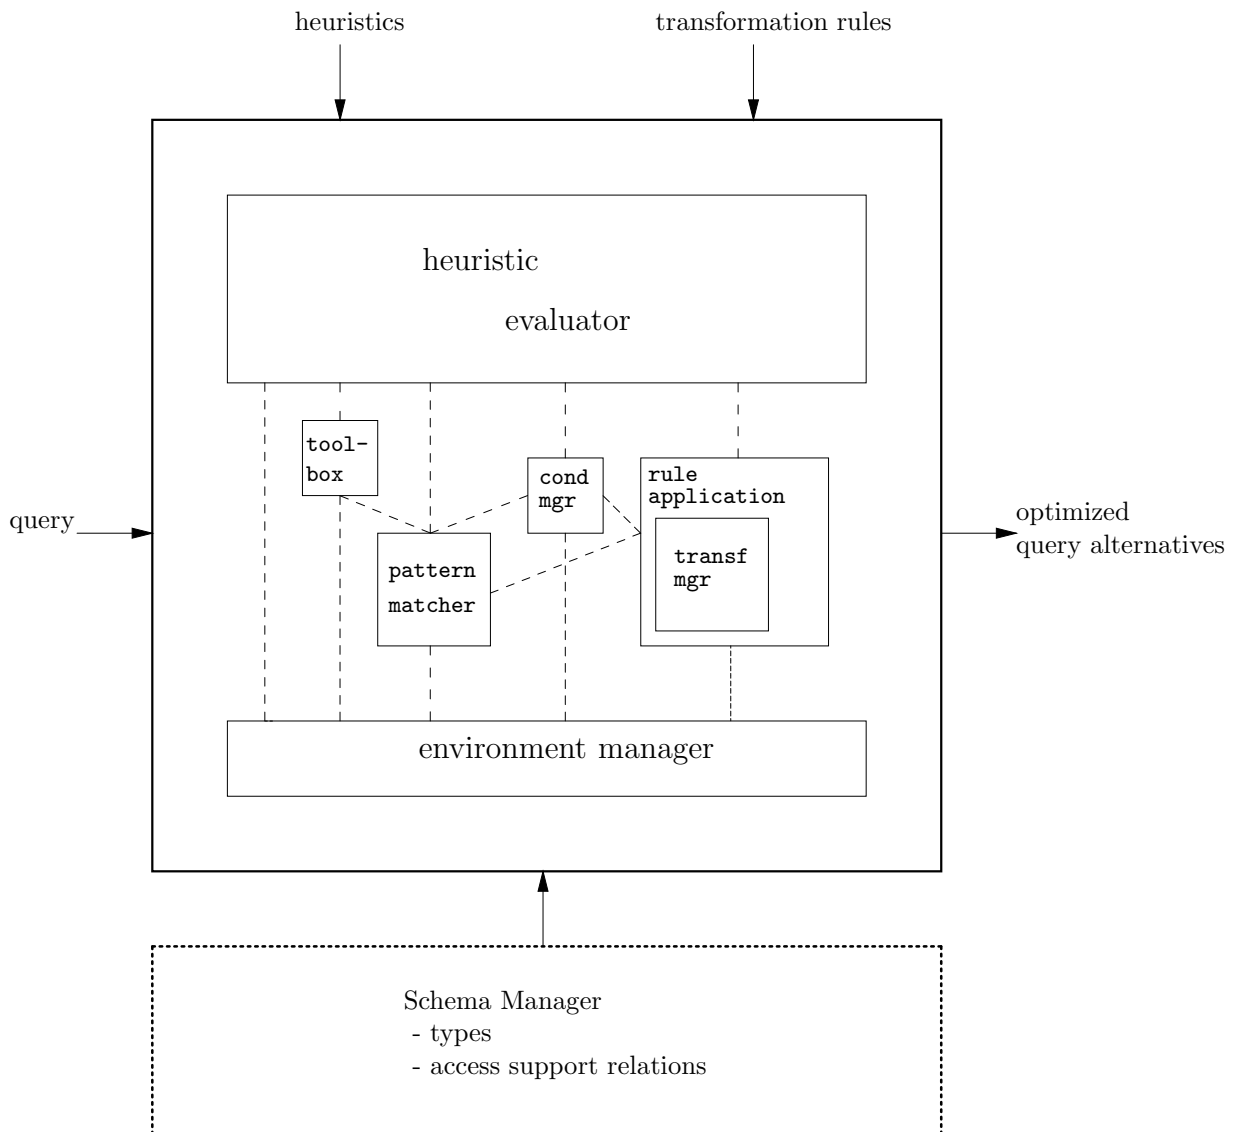 heuristics
transformation rules
heuristic
evaluator
tool-
box
cond
mgr
rule
application
query
optimized
query alternatives
pattern
matcher
transf
mgr
environment manager
Schema Manager
- types
- access support relations